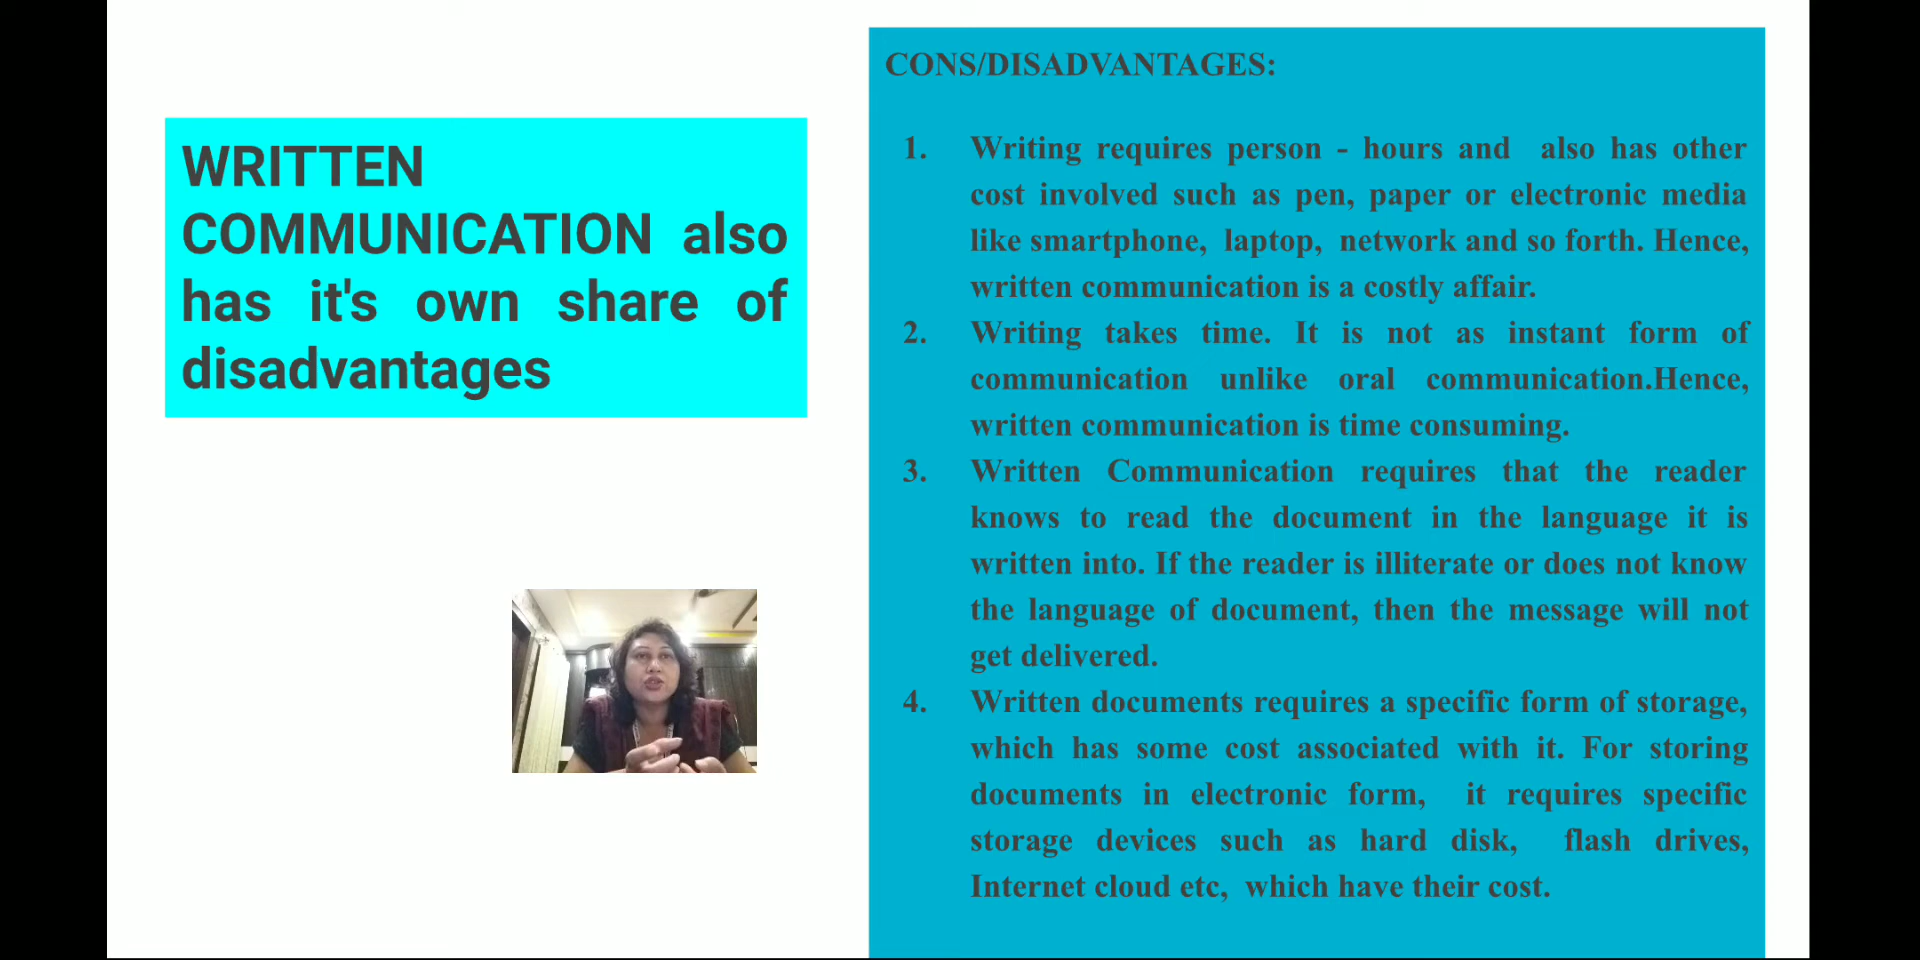 WRITTEN
COMMUNICATION also
has it's own share of
disadvantages
CONS/DISADVANTAGES:
1. Writing requires person - hours and also has other
cost involved such as pen, paper or electronic media
like smartphone, laptop, network and so forth. Hence,
written communication is a costly affair.
2. Writing takes time. It is not as instant form of
communication unlike oral communication.Hence,
written communication is time consuming.
3. Written Communication requires that the reader
knows to read the document in the language it is
written into. If the reader is illiterate or does not know
the language of document, then the message will not
get delivered.
4. Written documents requires a specific form of storage,
which has some cost associated with it. For storing
documents in electronic form, it requires specific
storage devices such as hard disk, flash drives,
Internet cloud etc, which have their cost.